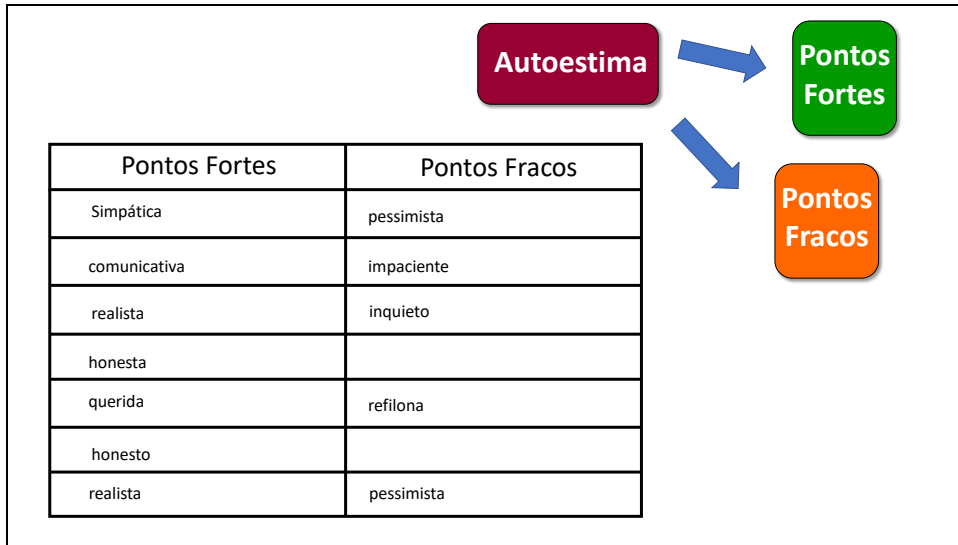 Autoestima
Pontos
Fortes
Pontos
Fracos
Pontos Fortes Pontos Fracos
Simpática pessimista
comunicativa impaciente
realista inquieto
honesta
querida refilona
honesto
realista pessimista